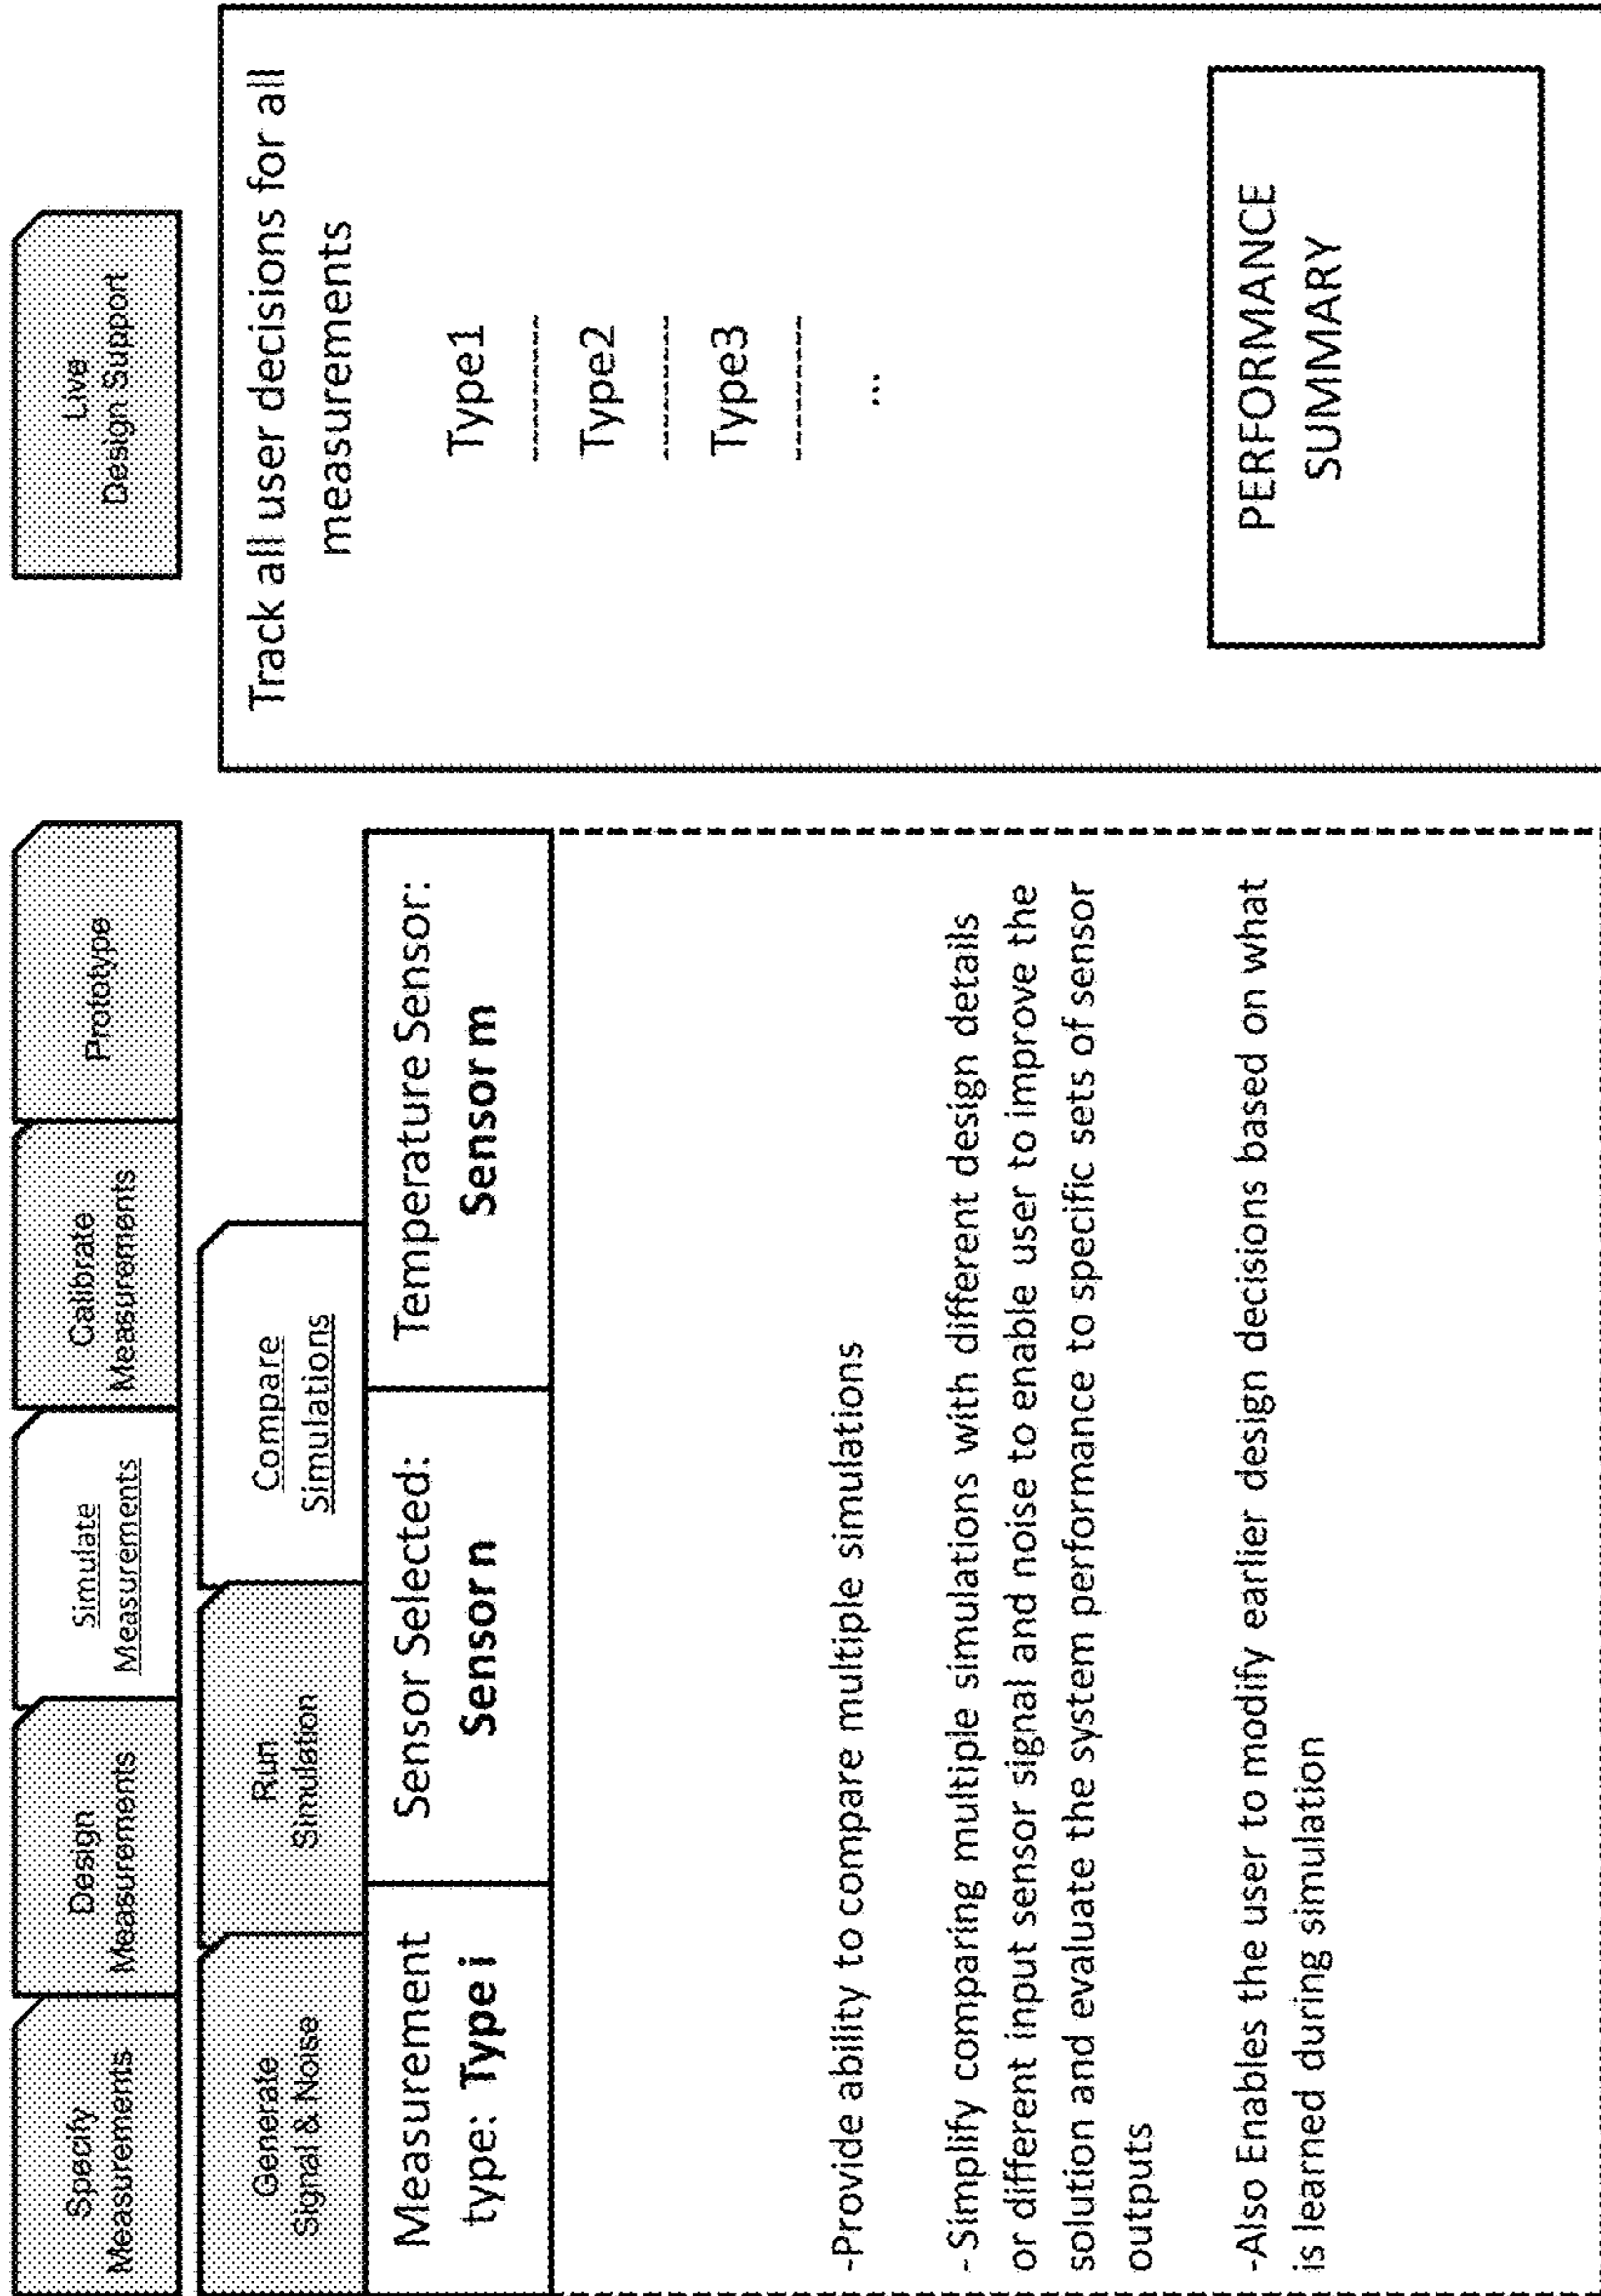 Specify
Measurements
Design
Measurements
Simulate
Measurements
Calibrate
Measurements
Prototype
Live
Design Support
Generate
Signal & Noise
Run
Simulation
Compare
Simulations
Measurement
type: Type i
Sensor Selected:
Sensor n
Temperature Sensor:
Sensor m
-Provide ability to compare multiple simulations
-Simplify comparing multiple simulations with different design details
or different input sensor signal and noise to enable user to improve the
solution and evaluate the system performance to specific sets of sensor
outputs
-Also Enables the user to modify earlier design decisions based on what
is learned during simulation
Track all user decisions for all
measurements
Type1
Type2
Type3
...
PERFORMANCE
SUMMARY